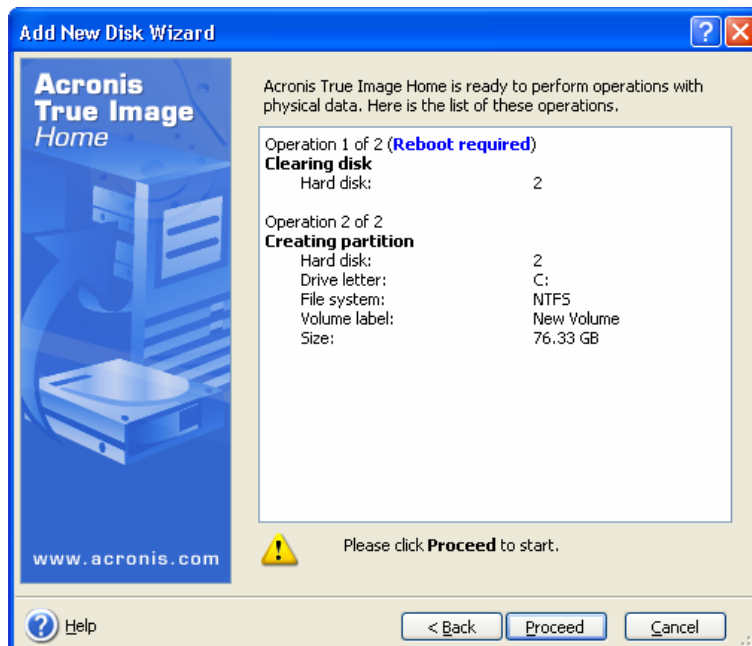 Add New Disk Wizard
Acronis
True Image
Home
www.acronis.com
Acronis True Image Home is ready to perform operations with
physical data. Here is the list of these operations.
Operation 1 of 2 (Reboot required)
Clearing disk
Hard disk: 2
Operation 2 of 2
Creating partition
Hard disk: 2
Drive letter: C:
File system: NTFS
Volume label: New Volume
Size: 76.33 GB
Please click Proceed to start.
Help
< Back
Proceed
Cancel